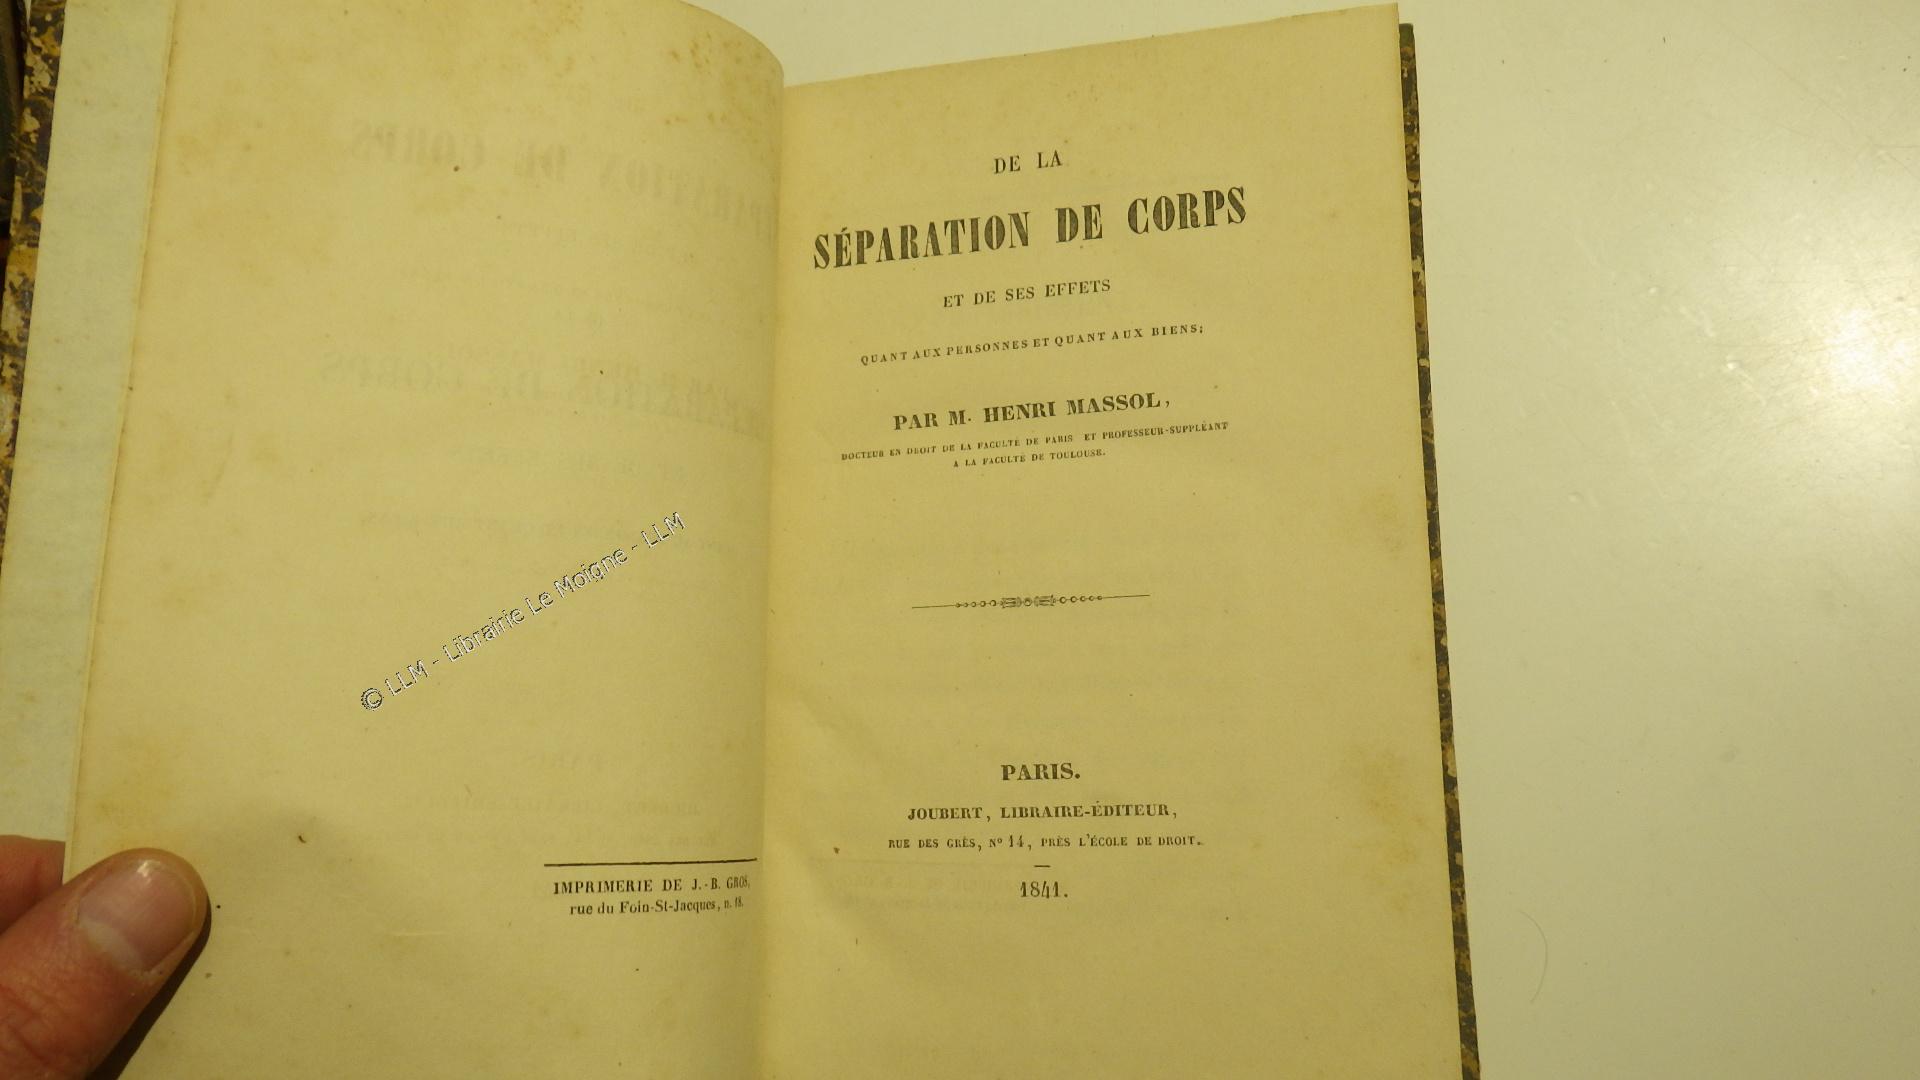 IMPRIMERIE DE J.-B. GROS,
rue du Foin-St-Jacques, n. 18.
© LLM - Librairie Le Moigne - LLM
DE LA
SÉPARATION DE CORPS
ET DE SES EFFETS
QUANT AUX PERSONNES ET QUANT AUX BIENS;
PAR M. HENRI MASSOL,
DOCTEUR EN DROIT DE LA FACULTÉ DE PARIS ET PROFESSEUR-SUPPLÉANT
A LA FACULTÉ DE TOULOUSE.
PARIS.
JOUBERT, LIBRAIRE-ÉDITEUR,
RUE DES GRÈS, Nº 14, PRÈS L'ÉCOLE DE DROIT.
1841.